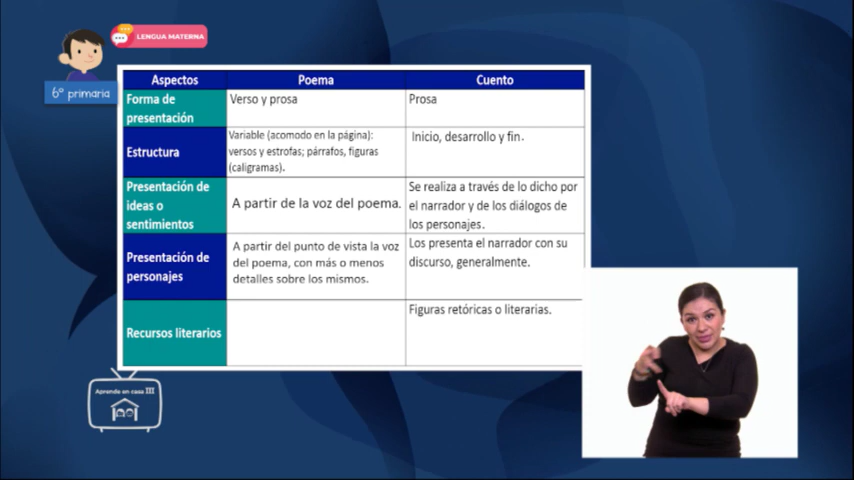 LENGUA MATERNA
6° primaria
Aspectos Poema Cuento
Forma de
presentación
Verso y prosa
Prosa
Estructura
Variable (acomodo en la página):
versos y estrofas; párrafos, figuras
(caligramas).
Inicio, desarrollo y fin.
Presentación de
ideas o
sentimientos
A partir de la voz del poema.
Se realiza a través de lo dicho por
el narrador y de los diálogos de
los personajes.
Presentación de
personajes
A partir del punto de vista la voz
del poema, con más o menos
detalles sobre los mismos.
Los presenta el narrador con su
discurso, generalmente.
Recursos literarios
Figuras retóricas o literarias.
Aprende en casa III